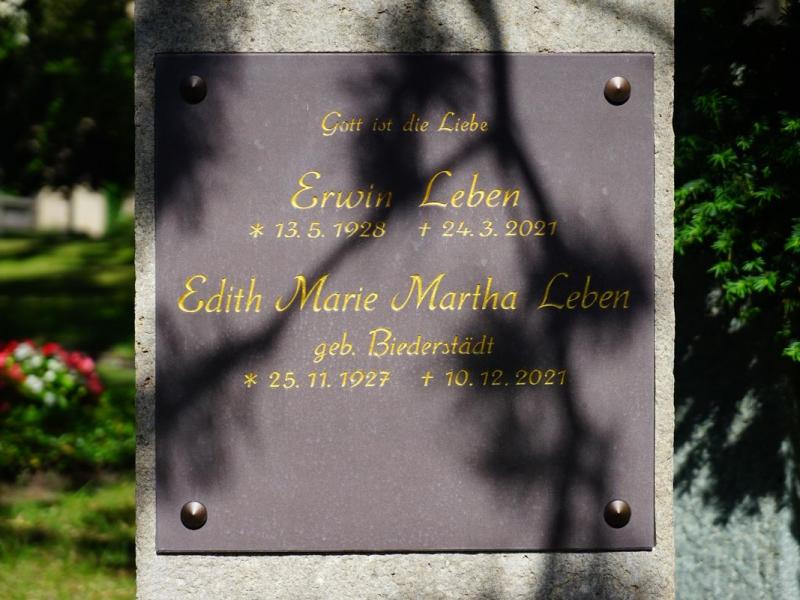 Gott ist die Liebe
Erwin Leben
* 13. 5. 1928 † 24. 3. 2021
Edith Marie Martha Leben
geb. Biederstädt
* 25. 11. 1927 † 10. 12. 2021